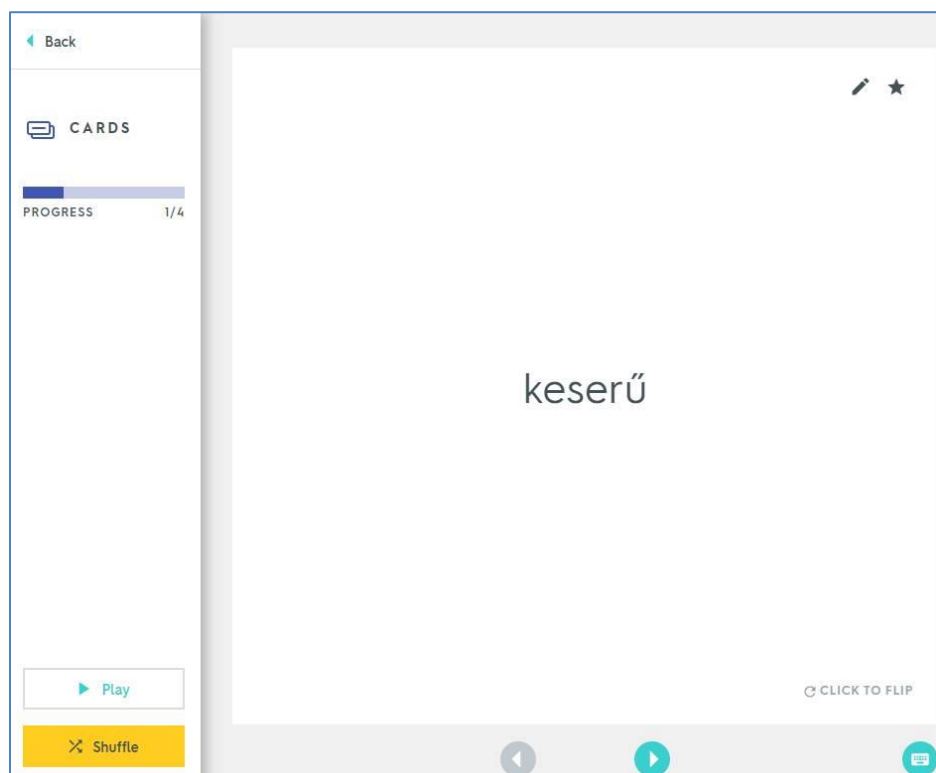 Back
CARDS
PROGRESS 1/4
keserű
CLICK TO FLIP
Play
Shuffle